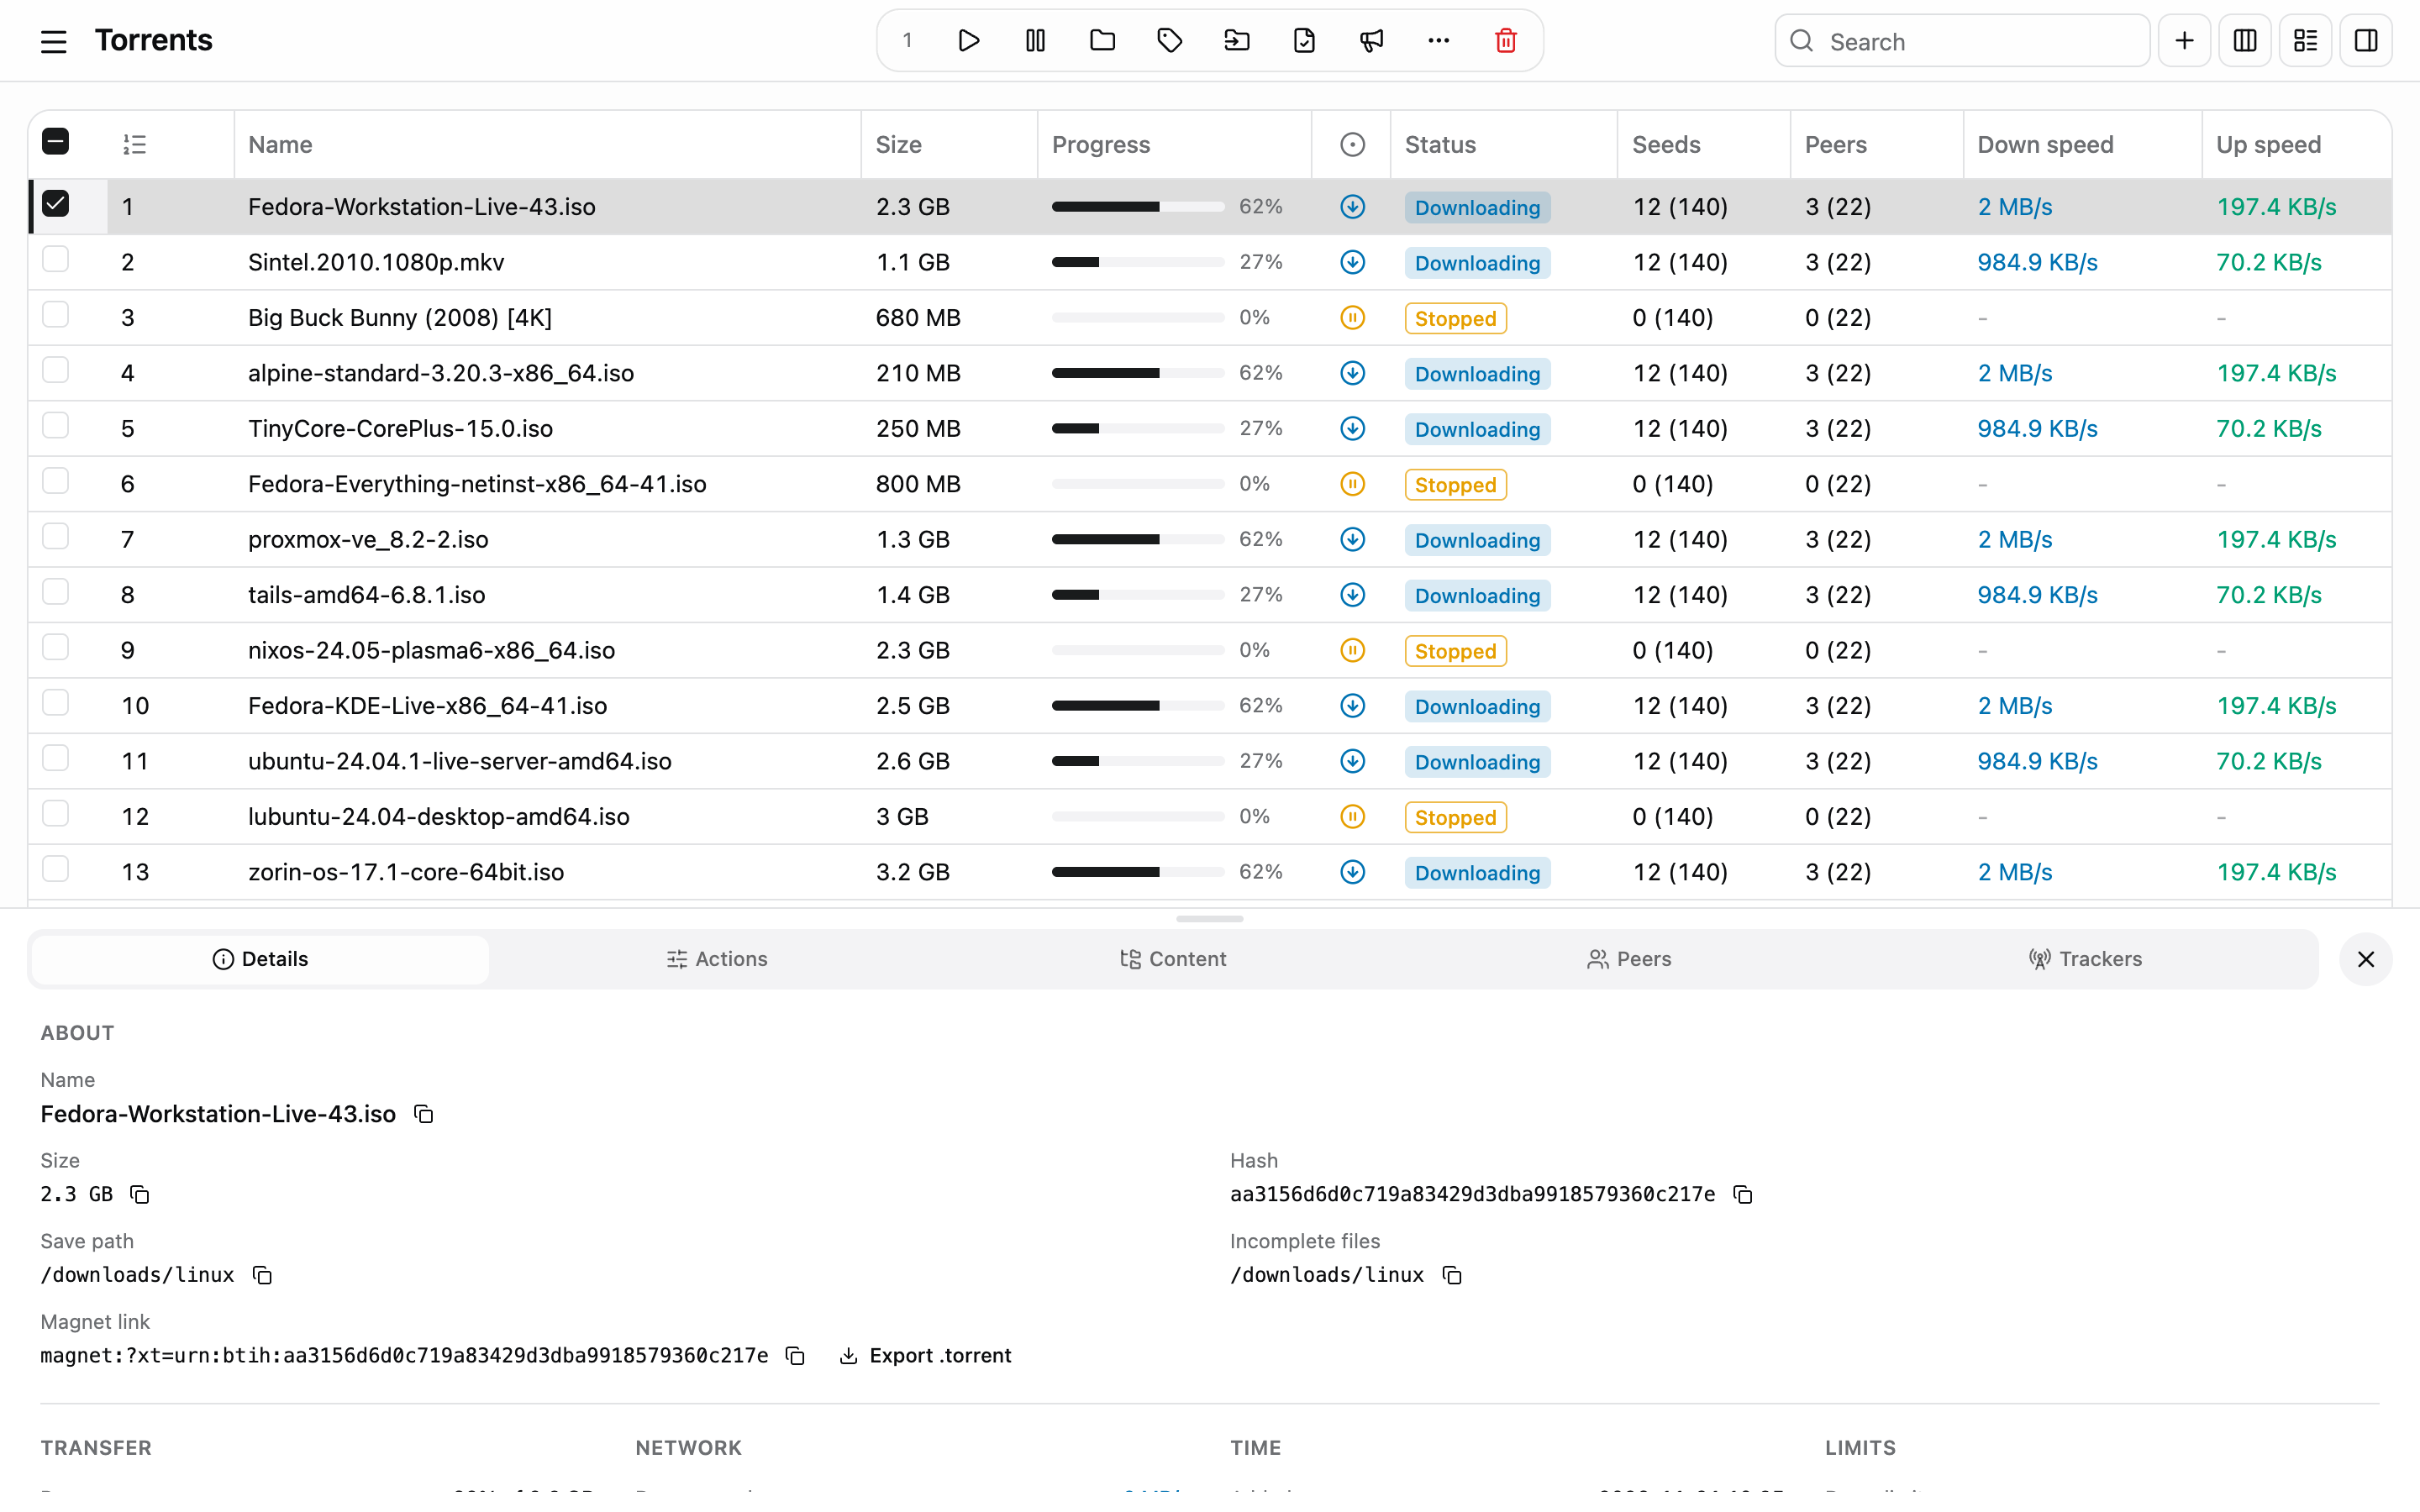 Torrents
1
Search
Name Size Progress Status Seeds Peers Down speed Up speed
1 Fedora-Workstation-Live-43.iso 2.3 GB 62% Downloading 12 (140) 3 (22) 2 MB/s 197.4 KB/s
2 Sintel.2010.1080p.mkv 1.1 GB 27% Downloading 12 (140) 3 (22) 984.9 KB/s 70.2 KB/s
3 Big Buck Bunny (2008) [4K] 680 MB 0% Stopped 0 (140) 0 (22) - -
4 alpine-standard-3.20.3-x86_64.iso 210 MB 62% Downloading 12 (140) 3 (22) 2 MB/s 197.4 KB/s
5 TinyCore-CorePlus-15.0.iso 250 MB 27% Downloading 12 (140) 3 (22) 984.9 KB/s 70.2 KB/s
6 Fedora-Everything-netinst-x86_64-41.iso 800 MB 0% Stopped 0 (140) 0 (22) - -
7 proxmox-ve_8.2-2.iso 1.3 GB 62% Downloading 12 (140) 3 (22) 2 MB/s 197.4 KB/s
8 tails-amd64-6.8.1.iso 1.4 GB 27% Downloading 12 (140) 3 (22) 984.9 KB/s 70.2 KB/s
9 nixos-24.05-plasma6-x86_64.iso 2.3 GB 0% Stopped 0 (140) 0 (22) - -
10 Fedora-KDE-Live-x86_64-41.iso 2.5 GB 62% Downloading 12 (140) 3 (22) 2 MB/s 197.4 KB/s
11 ubuntu-24.04.1-live-server-amd64.iso 2.6 GB 27% Downloading 12 (140) 3 (22) 984.9 KB/s 70.2 KB/s
12 lubuntu-24.04-desktop-amd64.iso 3 GB 0% Stopped 0 (140) 0 (22) - -
13 zorin-os-17.1-core-64bit.iso 3.2 GB 62% Downloading 12 (140) 3 (22) 2 MB/s 197.4 KB/s
Details Actions Content Peers Trackers
ABOUT
Name
Fedora-Workstation-Live-43.iso
Size Hash
2.3 GB aa3156d6d0c719a83429d3dba9918579360c217e
Save path Incomplete files
/downloads/linux /downloads/linux
Magnet link
magnet:?xt=urn:btih:aa3156d6d0c719a83429d3dba9918579360c217e Export .torrent
TRANSFER NETWORK TIME LIMITS